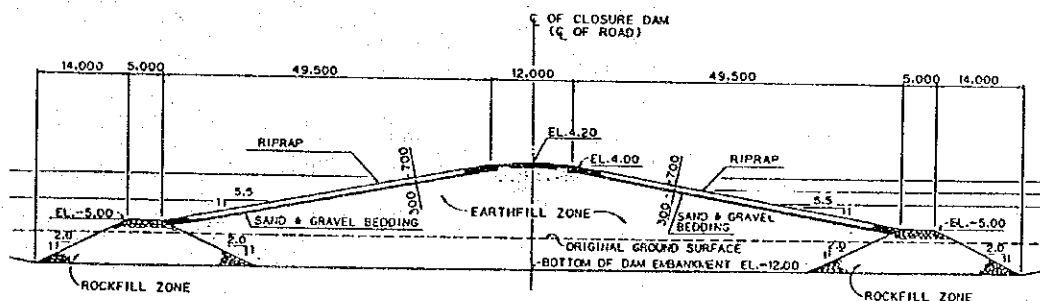 ℄ OF CLOSURE DAM
(℄ OF ROAD)
14.000 5.000 49,500 12.000 49,500 5.000 14.000
EL.4.20
RIPRAP
EL.4.00
RIPRAP
700
300
700
300
5.5
1
5.5
1
EL.-5.00
SAND & GRAVEL BEDDING
EARTHFILL ZONE
SAND & GRAVEL
BEDDING
EL.-5.00
2.0
1
2.0
1
ORIGINAL GROUND SURFACE
2.0
1
2.0
1
BOTTOM OF DAM EMBANKMENT EL.-12.00
ROCKFILL ZONE
ROCKFILL ZONE